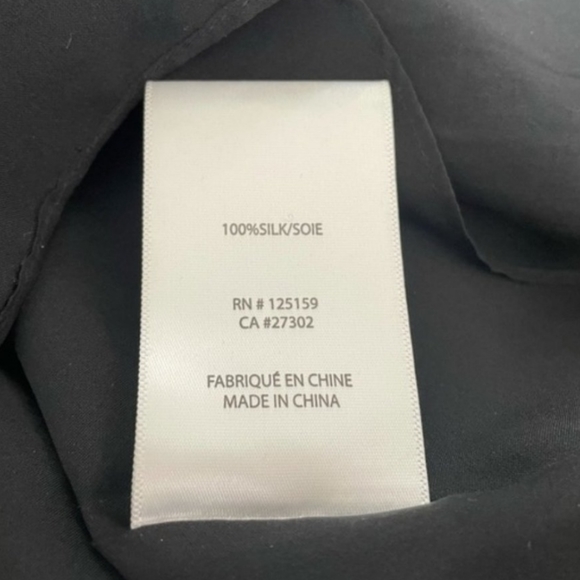 100%SILK/SOIE
RN # 125159
CA #27302
FABRIQUÉ EN CHINE
MADE IN CHINA